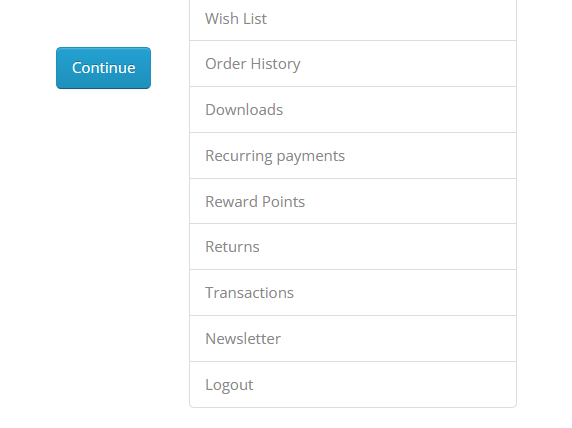 Wish List
Continue
Order History
Downloads
Recurring payments
Reward Points
Returns
Transactions
Newsletter
Logout